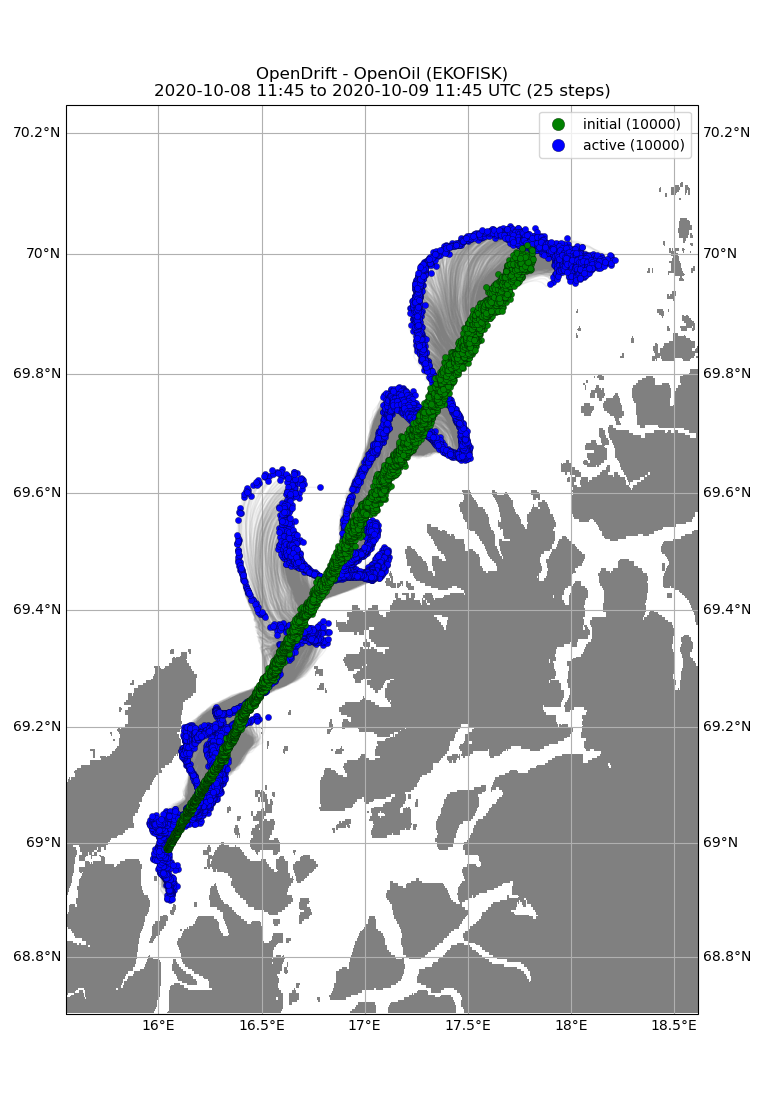 OpenDrift - OpenOil (EKOFISK)
2020-10-08 11:45 to 2020-10-09 11:45 UTC (25 steps)
initial (10000)
active (10000)
70.2°N 70.2°N
70°N 70°N
69.8°N 69.8°N
69.6°N 69.6°N
69.4°N 69.4°N
69.2°N 69.2°N
69°N 69°N
68.8°N 68.8°N
16°E 16.5°E 17°E 17.5°E 18°E 18.5°E